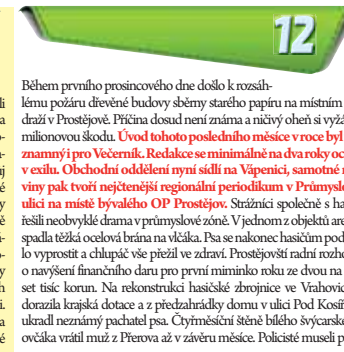 12
Během prvního prosincového dne došlo k rozsáh-
lému požáru dřevěné budovy sběrny starého papíru na místním
draží v Prostějově. Příčina dosud není známa a ničivý oheň si vyžá
milionovou škodu. Úvod tohoto posledního měsíce v roce byl
znamný i pro Večerník. Redakce se minimálně na dva roky oc
v exilu. Obchodní oddělení nyní sídlí na Vápenici, samotné n
viny pak tvoří nejčtenější regionální periodikum v Průmyslo
ulici na místě bývalého OP Prostějov. Strážníci společně s ha
řešili neobvyklé drama v průmyslové zóně. V jednom z objektů are
spadla těžká ocelová brána na vlčáka. Psa se nakonec hasičům pod
lo vyprostit a chlupáč vše přežil ve zdraví. Prostějovští radní rozho
o navýšení finančního daru pro první miminko roku ze dvou na
set tisíc korun. Na rekonstrukci hasičské zbrojnice ve Vrahovic
dorazila krajská dotace a z předzahrádky domu v ulici Pod Kosíř
ukradl neznámý pachatel psa. Čtyřměsíční štěně bílého švýcarské
ovčáka vrátil muž z Přerova až v závěru měsíce. Policisté museli p